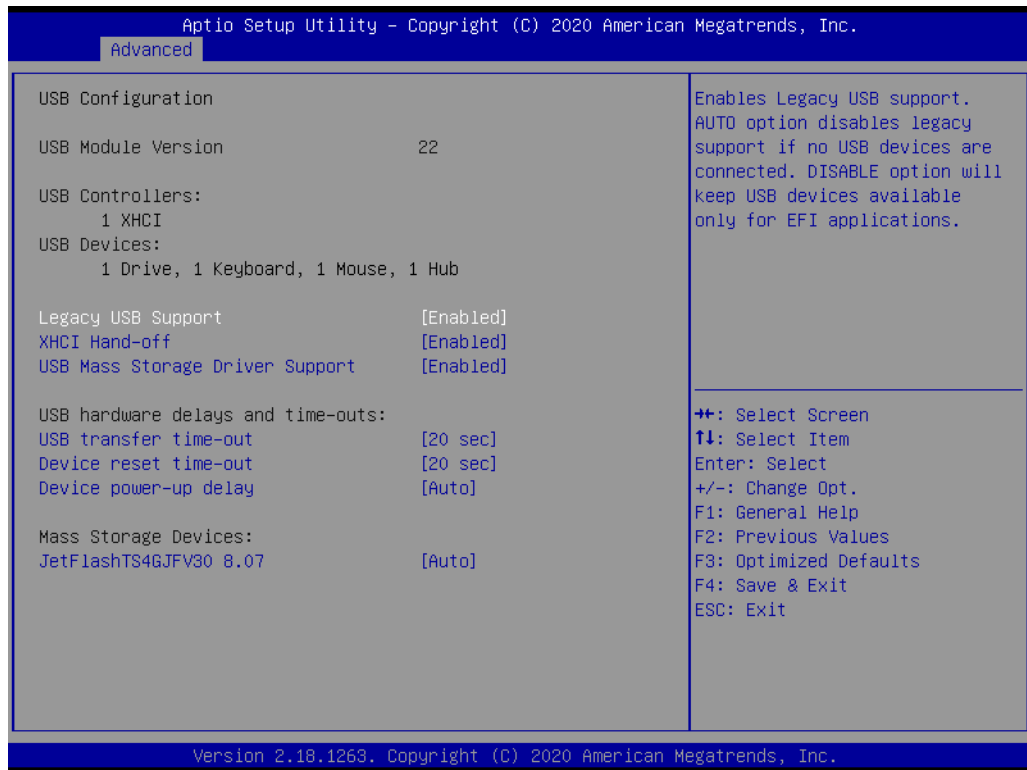 Aptio Setup Utility – Copyright (C) 2020 American Megatrends, Inc.
Advanced
USB Configuration
USB Module Version 22
USB Controllers:
1 XHCI
USB Devices:
1 Drive, 1 Keyboard, 1 Mouse, 1 Hub
Legacy USB Support [Enabled]
XHCI Hand-off [Enabled]
USB Mass Storage Driver Support [Enabled]
USB hardware delays and time-outs:
USB transfer time-out [20 sec]
Device reset time-out [20 sec]
Device power-up delay [Auto]
Mass Storage Devices:
JetFlashTS4GJFV30 8.07 [Auto]
Enables Legacy USB support.
AUTO option disables legacy
support if no USB devices are
connected. DISABLE option will
keep USB devices available
only for EFI applications.
→←: Select Screen
↑↓: Select Item
Enter: Select
+/-: Change Opt.
F1: General Help
F2: Previous Values
F3: Optimized Defaults
F4: Save & Exit
ESC: Exit
Version 2.18.1263. Copyright (C) 2020 American Megatrends, Inc.